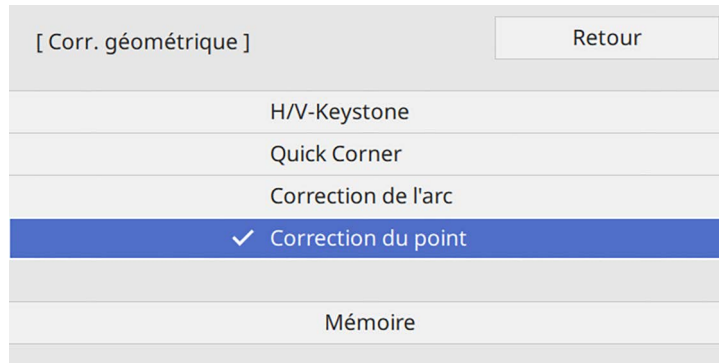 [ Corr. géométrique ]
Retour
H/V-Keystone
Quick Corner
Correction de l'arc
Correction du point
Mémoire